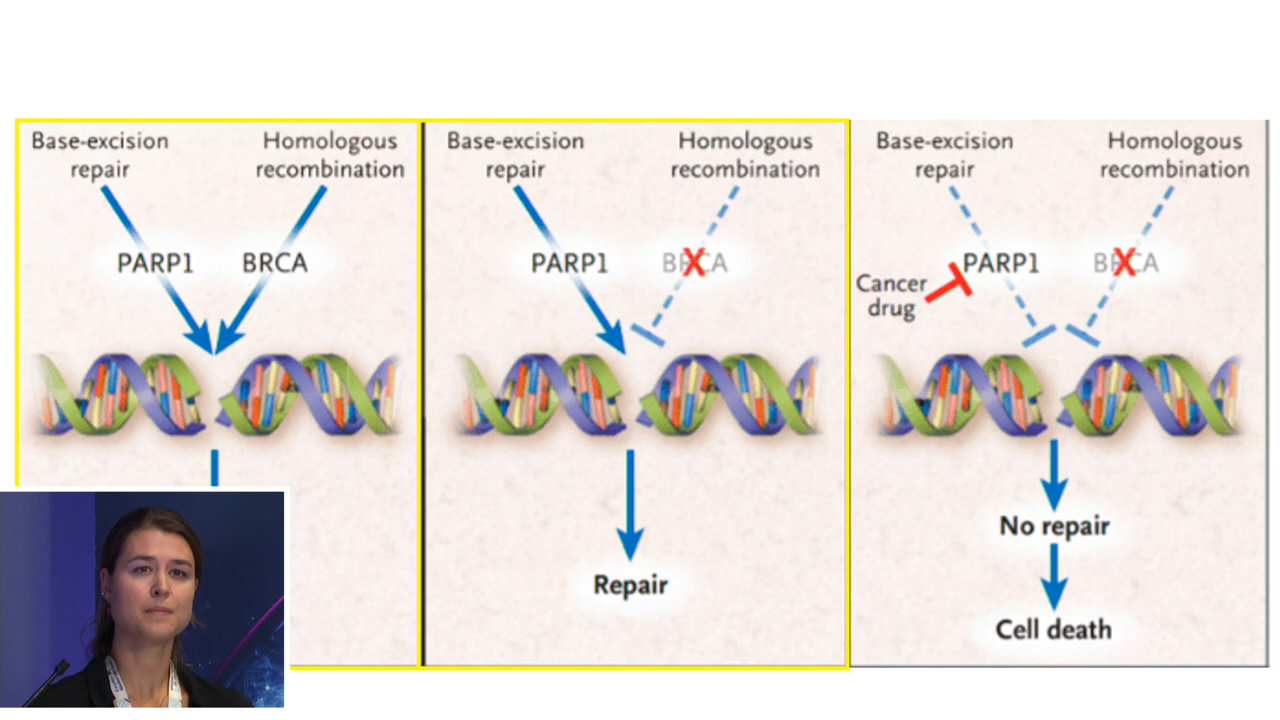 Base-excision
repair
Homologous
recombination
PARP1
BRCA
Base-excision
repair
Homologous
recombination
PARP1
BRCA
Repair
Base-excision
repair
Homologous
recombination
Cancer
drug
PARP1
BRCA
No repair
Cell death